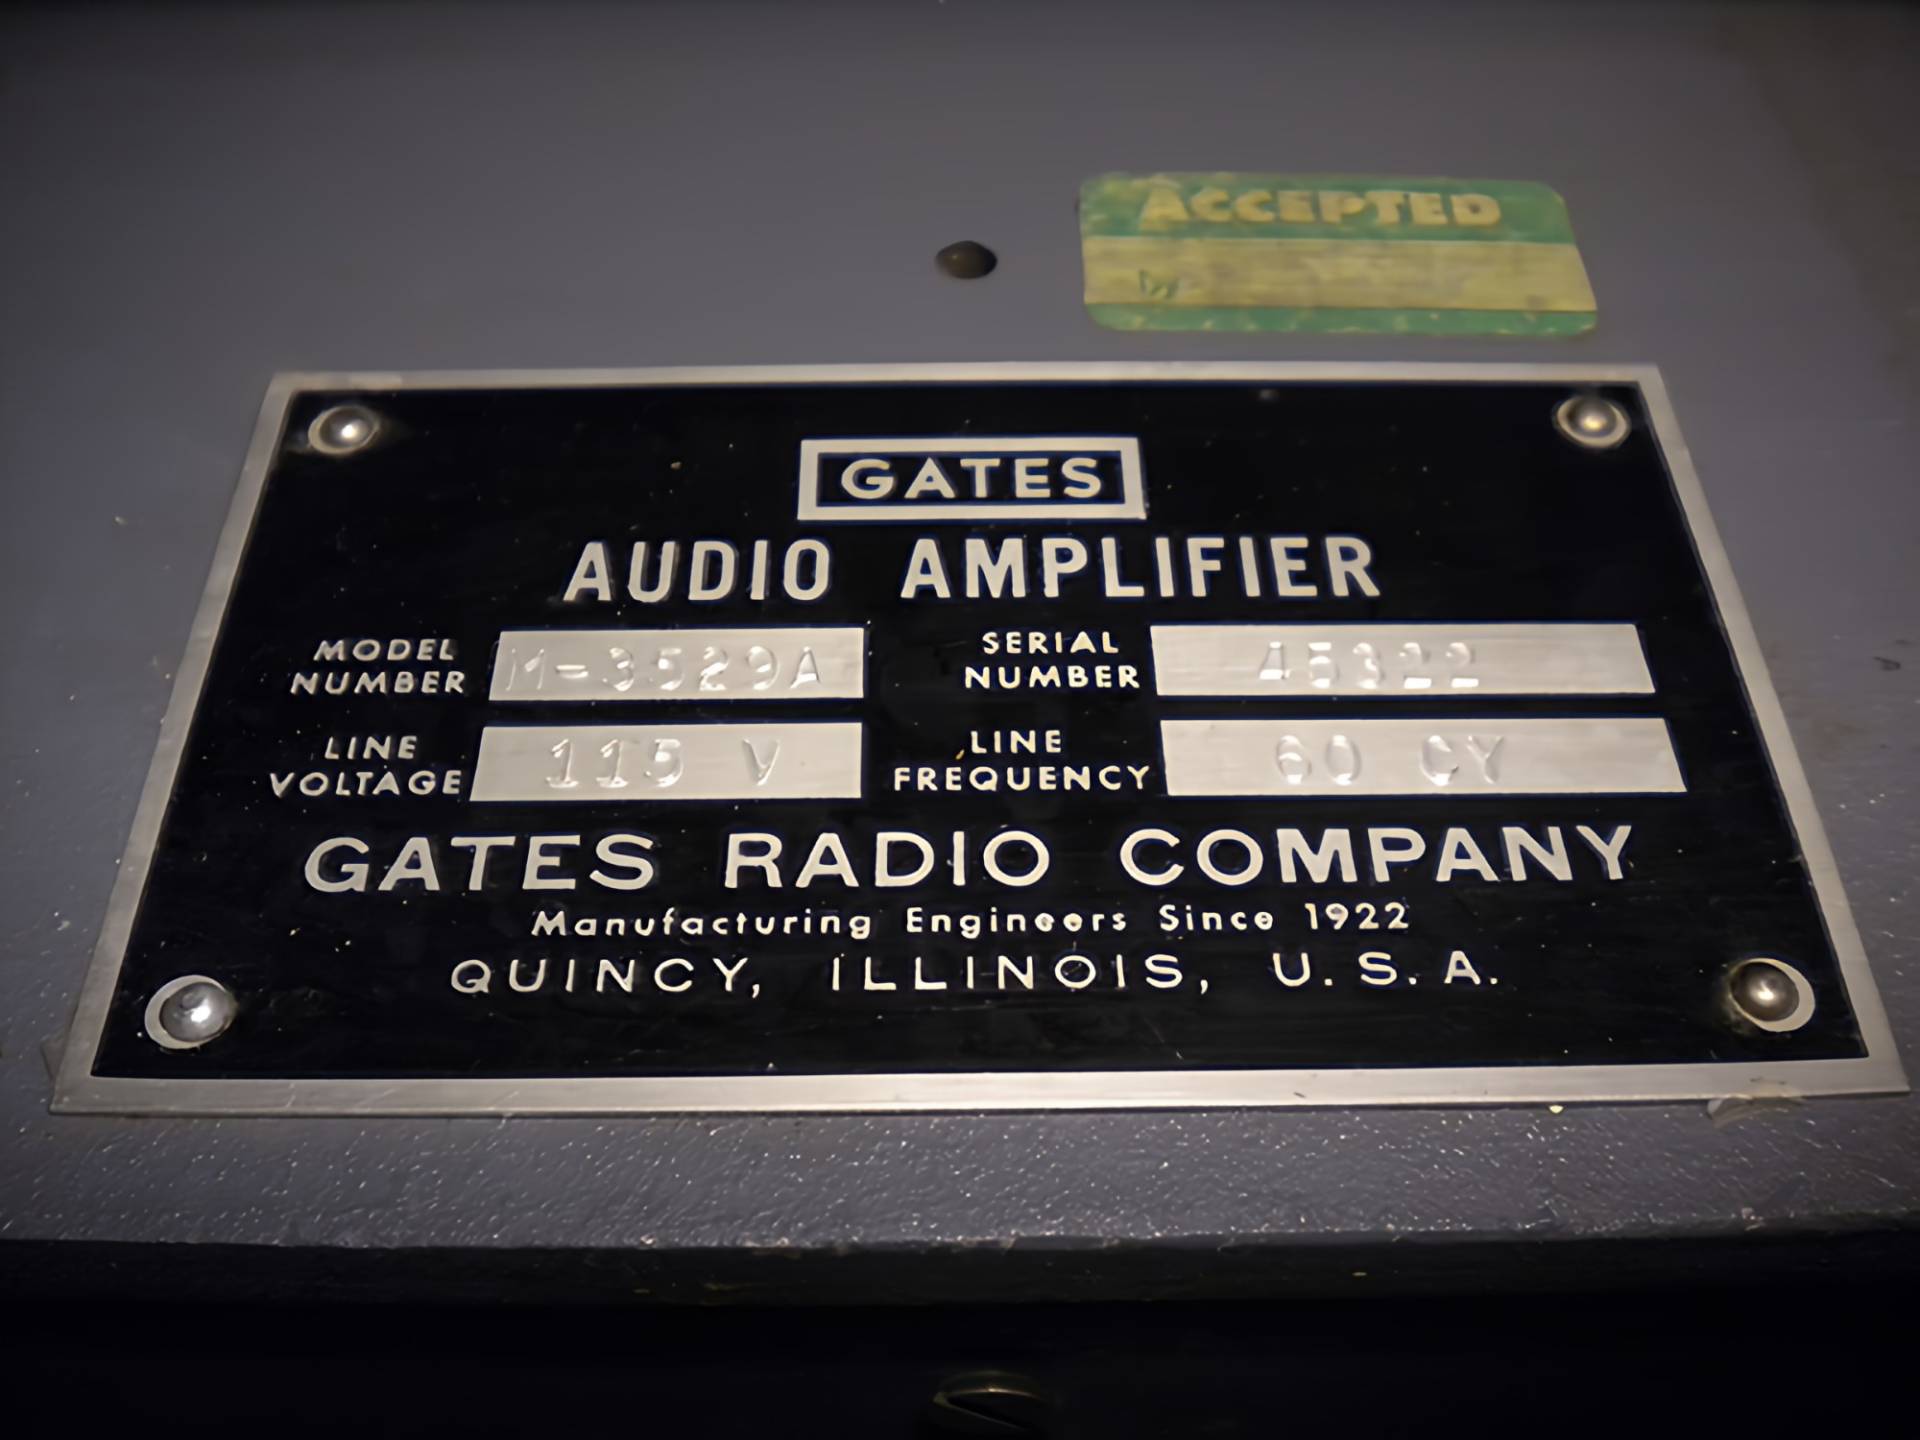 ACCEPTED
GATES
AUDIO AMPLIFIER
MODEL NUMBER M-3529A SERIAL NUMBER 45322
LINE VOLTAGE 115 V LINE FREQUENCY 60 CY
GATES RADIO COMPANY
Manufacturing Engineers Since 1922
QUINCY, ILLINOIS, U.S.A.